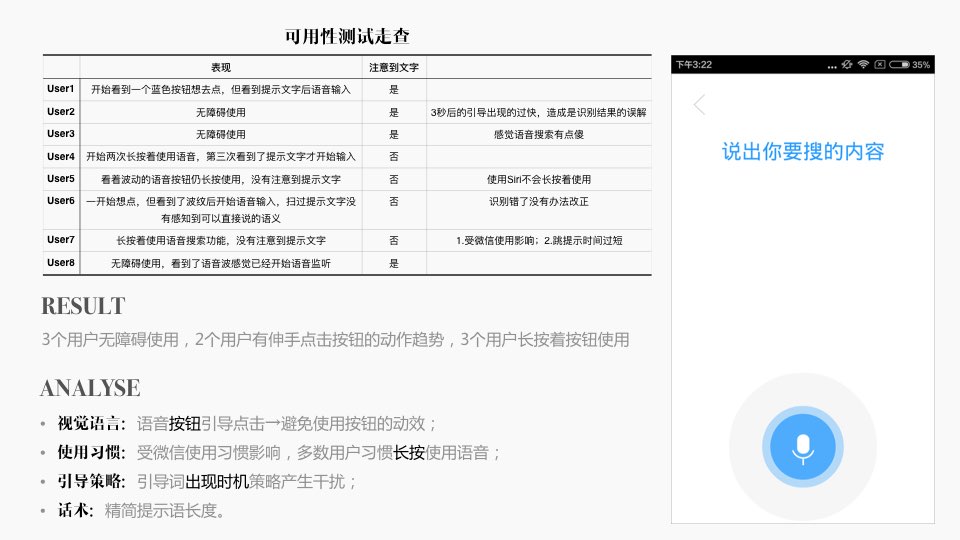 可用性测试走查
表现 注意到文字
User1 开始看到一个蓝色按钮想去点，但看到提示文字后语音输入 是
User2 无障碍使用 是 3秒后的引导出现的过快，造成是识别结果的误解
User3 无障碍使用 是 感觉语音搜索有点傻
User4 开始两次长按着使用语音，第三次看到了提示文字才开始输入 否
User5 看着波动的语音按钮仍长按使用，没有注意到提示文字 否 使用Siri不会长按着使用
User6 一开始想点，但看到了波纹后开始语音输入，扫过提示文字没 否 识别错了没有办法改正
有感知到可以直接说的语义
User7 长按着使用语音搜索功能，没有注意到提示文字 否 1.受微信使用影响；2.跳提示时间过短
User8 无障碍使用，看到了语音波感觉已经开始语音监听 是
RESULT
3个用户无障碍使用，2个用户有伸手点击按钮的动作趋势，3个用户长按着按钮使用
ANALYSE
• 视觉语言：语音按钮引导点击→避免使用按钮的动效；
• 使用习惯：受微信使用习惯影响，多数用户习惯长按使用语音；
• 引导策略：引导词出现时机策略产生干扰；
• 话术：精简提示语长度。
下午3:22 ... 35%
说出你要搜的内容